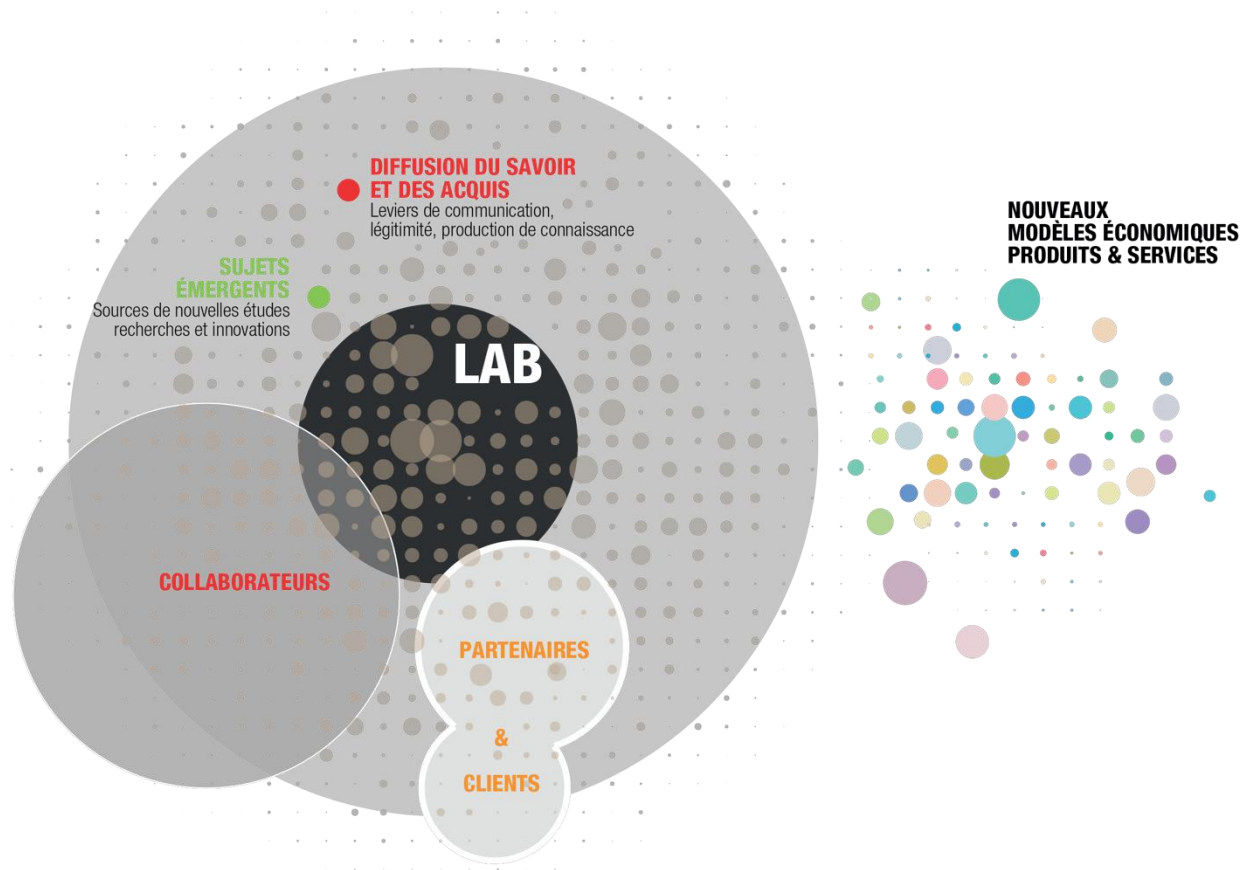 DIFFUSION DU SAVOIR
ET DES ACQUIS
Leviers de communication,
légitimité, production de connaissance
SUJETS
ÉMERGENTS
Sources de nouvelles études
recherches et innovations
LAB
COLLABORATEURS
PARTENAIRES
&
CLIENTS
NOUVEAUX
MODÈLES ÉCONOMIQUES
PRODUITS & SERVICES